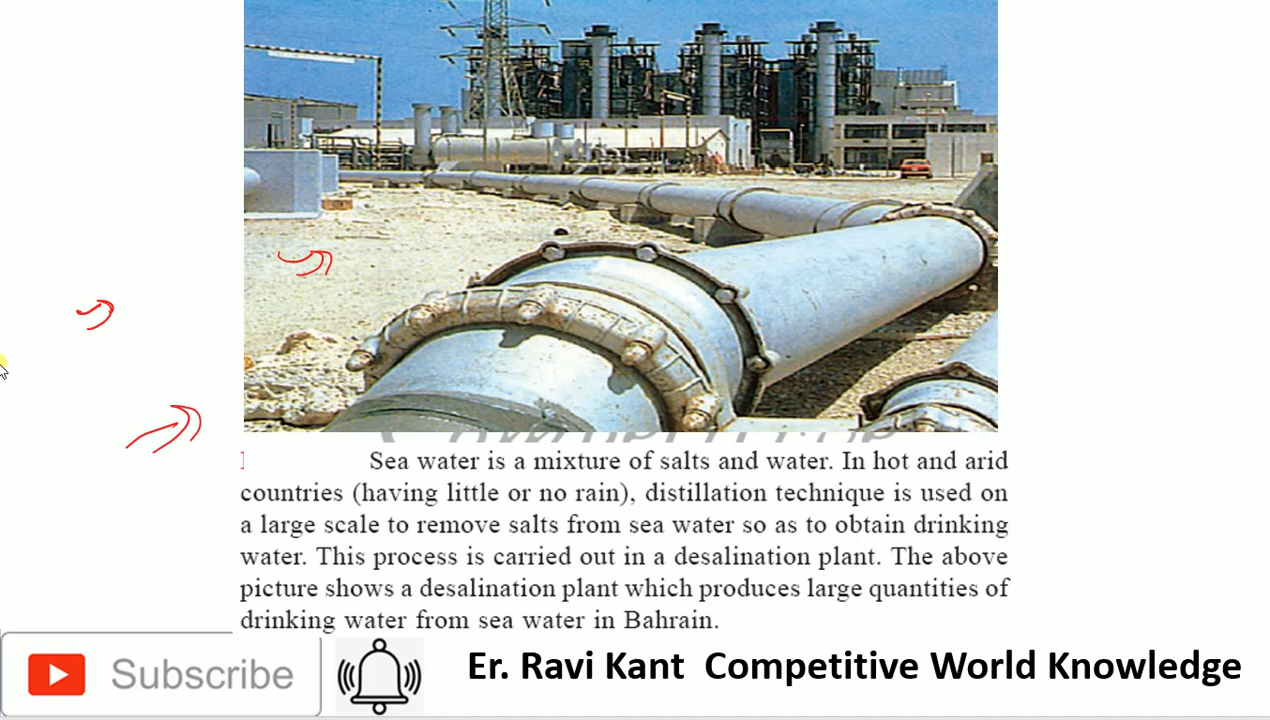 Sea water is a mixture of salts and water. In hot and arid
countries (having little or no rain), distillation technique is used on
a large scale to remove salts from sea water so as to obtain drinking
water. This process is carried out in a desalination plant. The above
picture shows a desalination plant which produces large quantities of
drinking water from sea water in Bahrain.
Subscribe
Er. Ravi Kant Competitive World Knowledge